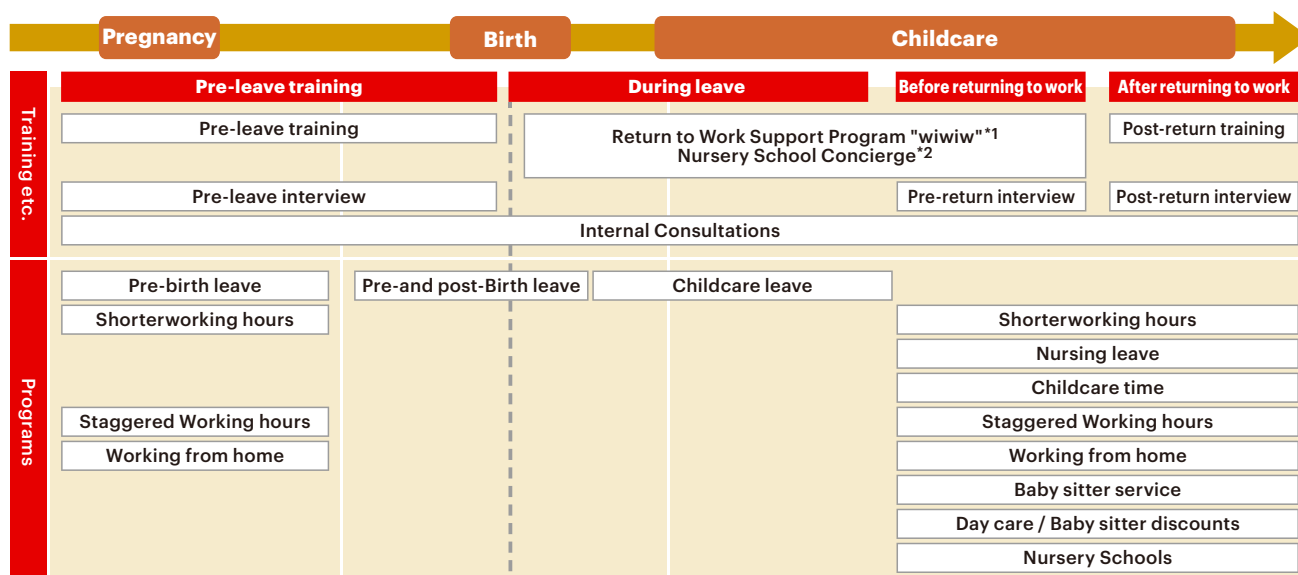 Pregnancy
Birth
Childcare
Training etc.
Pre-leave training
During leave
Before returning to work
After returning to work
Pre-leave training
Return to Work Support Program "wiwiw"*1
Nursery School Concierge*2
Post-return training
Pre-leave interview
Pre-return interview
Post-return interview
Internal Consultations
Programs
Pre-birth leave
Pre-and post-Birth leave
Childcare leave
Shorterworking hours
Shorterworking hours
Nursing leave
Childcare time
Staggered Working hours
Staggered Working hours
Working from home
Working from home
Baby sitter service
Day care / Baby sitter discounts
Nursery Schools